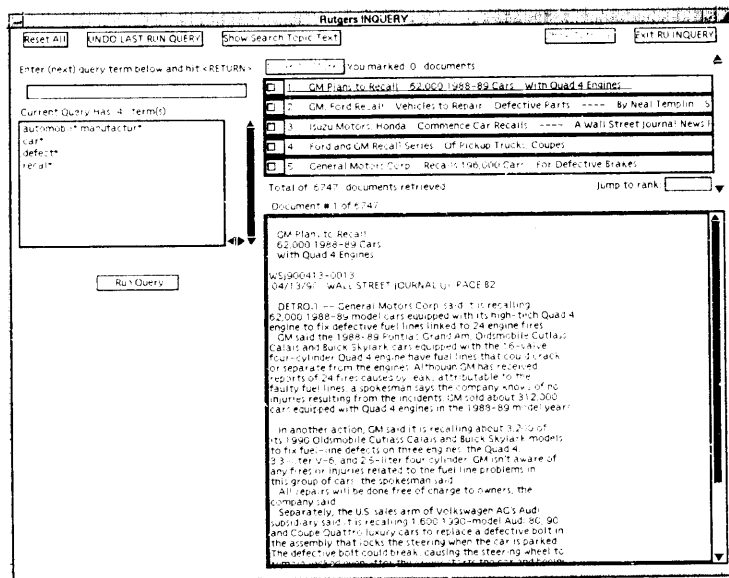 Rutgers INQUERY
Reset All
UNDO LAST RUN QUERY
Show Search Topic Text
Exit RU INQUERY
Enter (next) query term below and hit <RETURN>
You marked 0 documents
Current Query Has 4 term(s)
automobil* manufactur*
car*
defect*
recal*
Run Query
1 GM Plans to Recall 62,000 1988-89 Cars With Quad 4 Engines
2 GM, Ford Recall Vehicles to Repair Defective Parts ---- By Neal Templin S
3 Isuzu Motors, Honda Commence Car Recalls ---- A Wall Street Journal News
4 Ford and GM Recall Series Of Pickup Trucks, Coupes
5 General Motors Corp. Recalls 196,000 Cars For Defective Brakes
Total of 6747 documents retrieved
Jump to rank:
Document # 1 of 6747
GM Plans to Recall
62,000 1988-89 Cars
With Quad 4 Engines
WSJ900413-0013
04/13/90 WALL STREET JOURNAL (J), PAGE B2
DETROIT -- General Motors Corp. said it is recalling
62,000 1988-89 model cars equipped with its high-tech Quad 4
engine to fix defective fuel lines linked to 24 engine fires.
GM said the 1988-89 Pontiac Grand Am, Oldsmobile Cutlass
Calais and Buick Skylark cars equipped with the 16-valve
four-cylinder Quad 4 engine have fuel lines that could crack
or separate from the engine. Although GM has received
reports of 24 fires caused by leaks attributable to the
faulty fuel lines, a spokesman says the company knows of no
injuries resulting from the incidents. GM sold about 312,000
cars equipped with Quad 4 engines in the 1988-89 model years
In another action, GM said it is recalling about of
its 1990 Oldsmobile Cutlass Calais and Buick Skylark models
to fix fuel-line defects on three engines: the Quad 4,
3.3-liter V-6, and 2.5-liter four cylinder. GM isn't aware of
any fires or injuries related to the fuel line problems in
this group of cars, the spokesman said.
All repairs will be done free of charge to owners, the
company said.
Separately, the U.S. sales arm of Volkswagen AG's Audi
subsidiary said it is recalling 1,600 1990-model Audi 80, 90
and Coupe Quattro luxury cars to replace a defective bolt in
the assembly that locks the steering when the car is parked.
The defective bolt could break, causing the steering wheel to